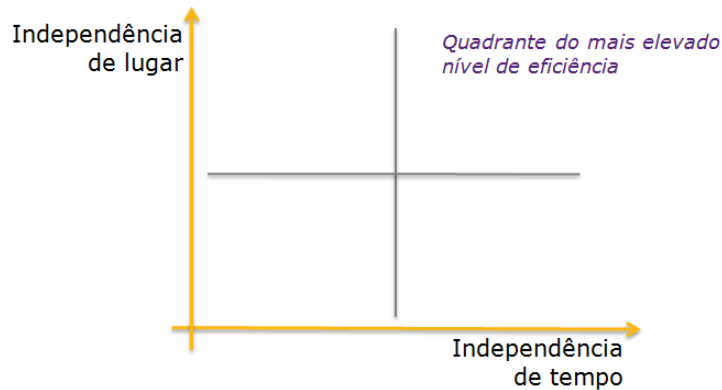 Independência
de lugar
Quadrante do mais elevado
nível de eficiência
Independência
de tempo